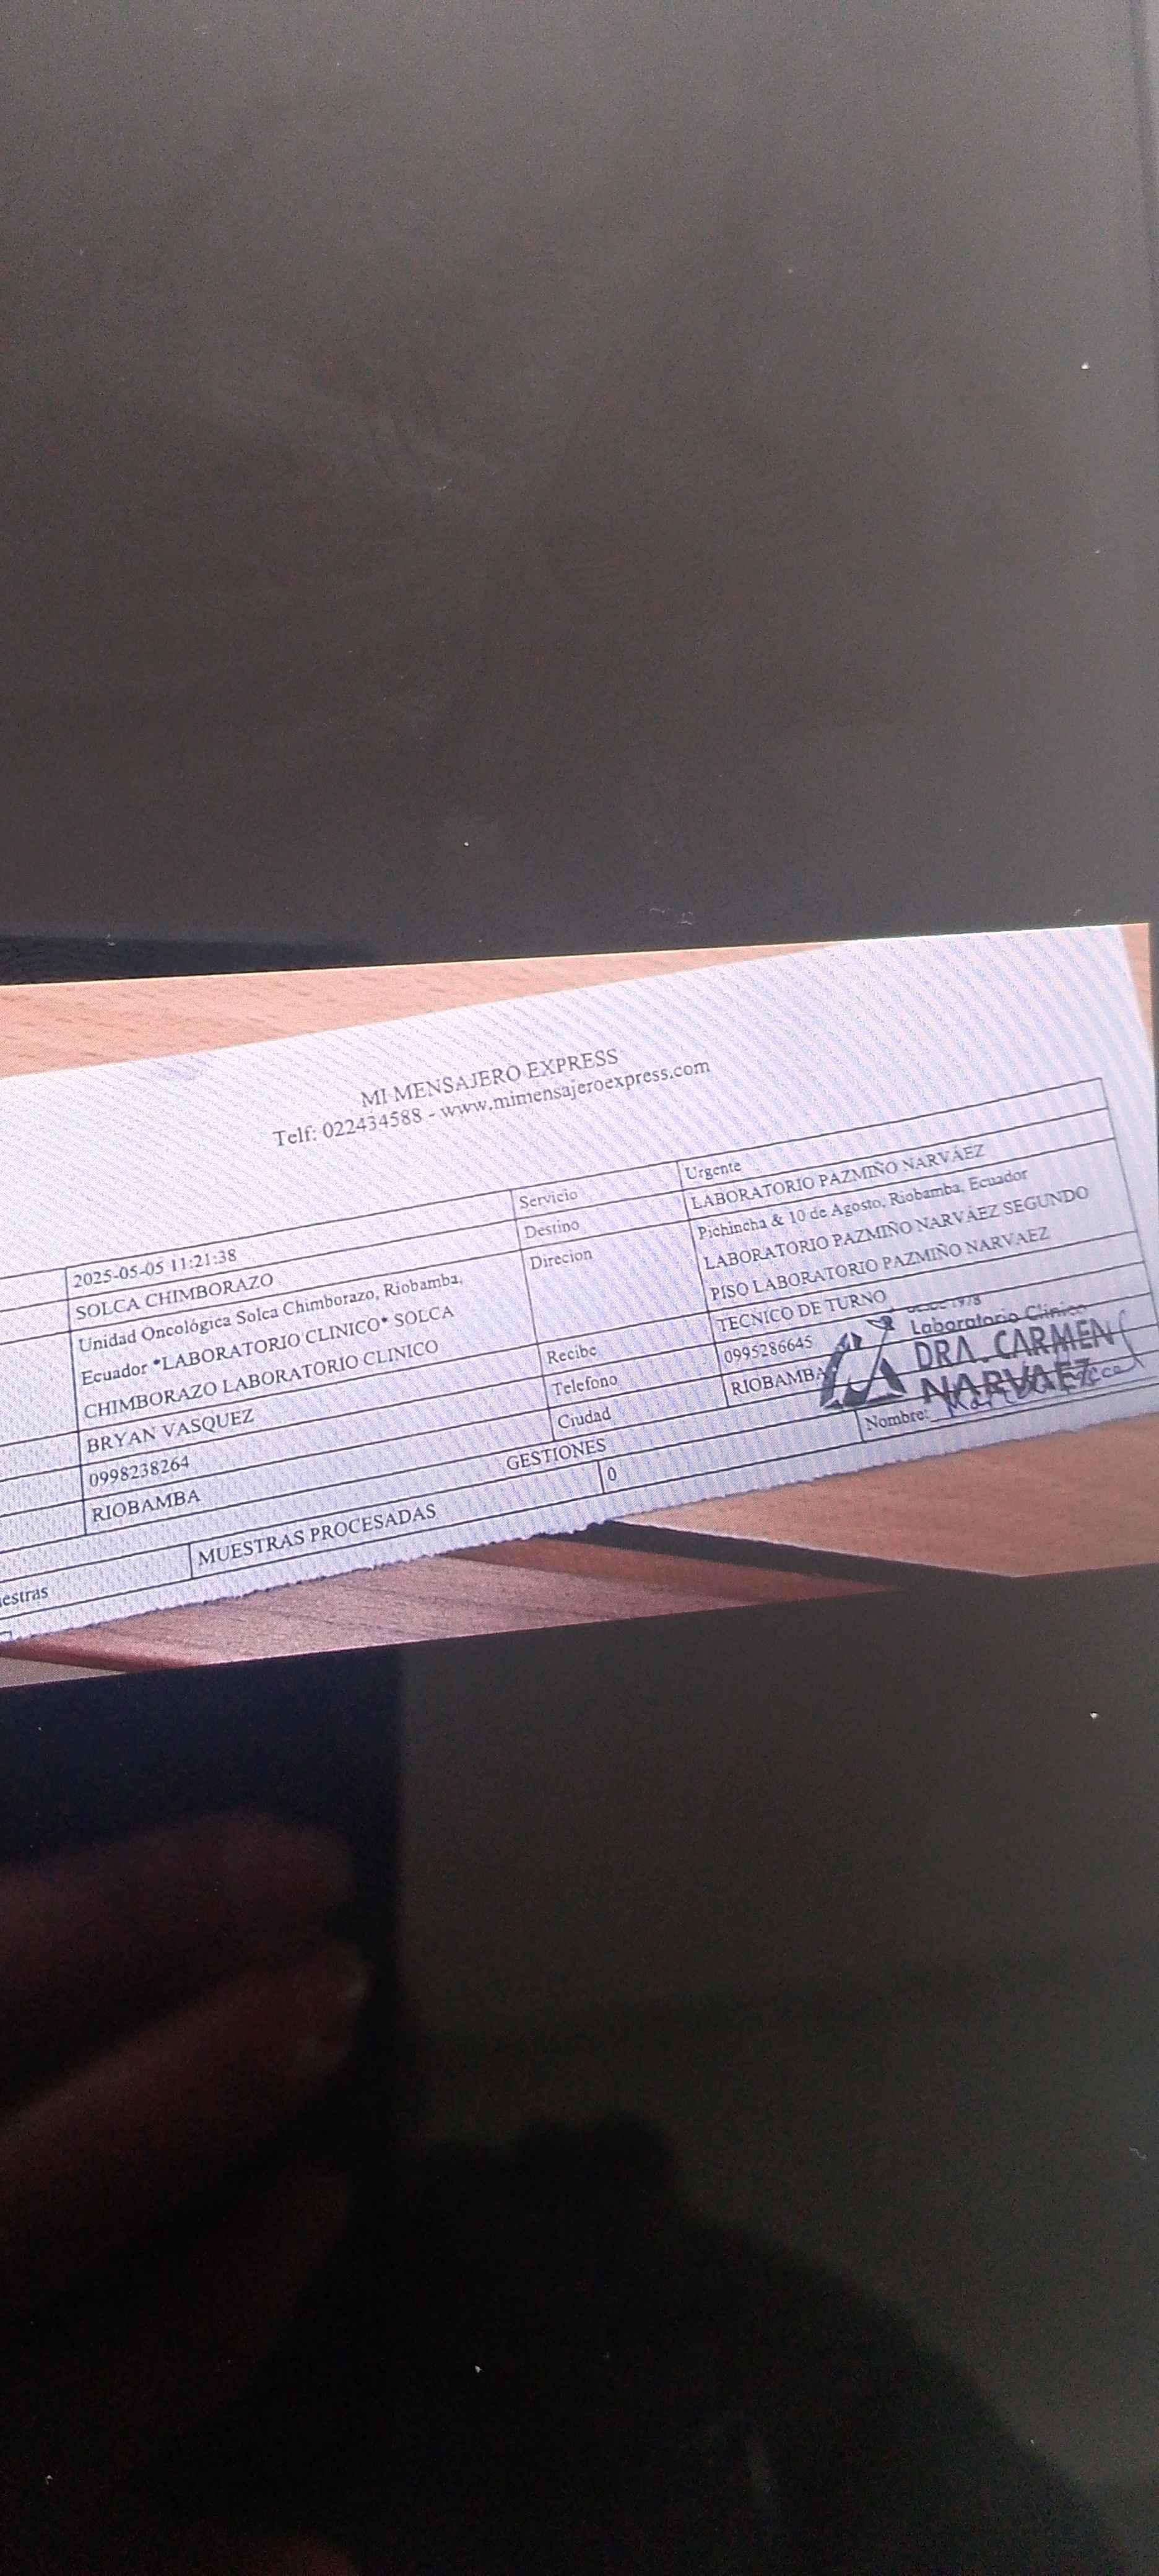 MI MENSAJERO EXPRESS
Telf: 022434588 - www.mimensajeroexpress.com
2025-05-05 11:21:38 Servicio Urgente
SOLCA CHIMBORAZO Destino LABORATORIO PAZMIÑO NARVÁEZ
Unidad Oncológica Solca Chimborazo, Riobamba, Direcion Pichincha & 10 de Agosto, Riobamba, Ecuador
Ecuador *LABORATORIO CLINICO* SOLCA LABORATORIO PAZMIÑO NARVÁEZ SEGUNDO
CHIMBORAZO LABORATORIO CLINICO PISO LABORATORIO PAZMIÑO NARVAEZ
BRYAN VASQUEZ Recibe TECNICO DE TURNO
0998238264 Telefono 0995286645
RIOBAMBA Ciudad RIOBAMBA
1978
Laboratorio Clínico
DRA. CARMEN
NARVAEZ
GESTIONES
estras MUESTRAS PROCESADAS 0 Nombre: